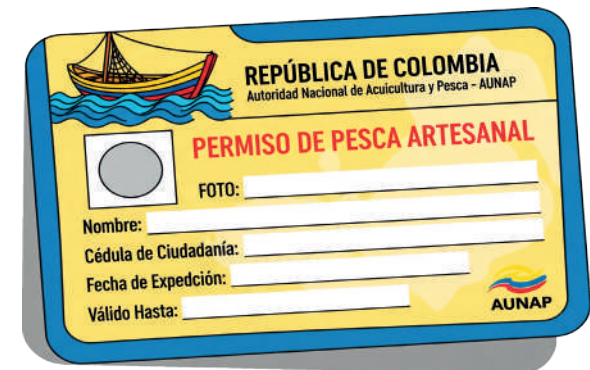 REPÚBLICA DE COLOMBIA
Autoridad Nacional de Acuicultura y Pesca - AUNAP
PERMISO DE PESCA ARTESANAL
FOTO:
Nombre:
Cédula de Ciudadanía:
Fecha de Expedción:
Válido Hasta:
AUNAP